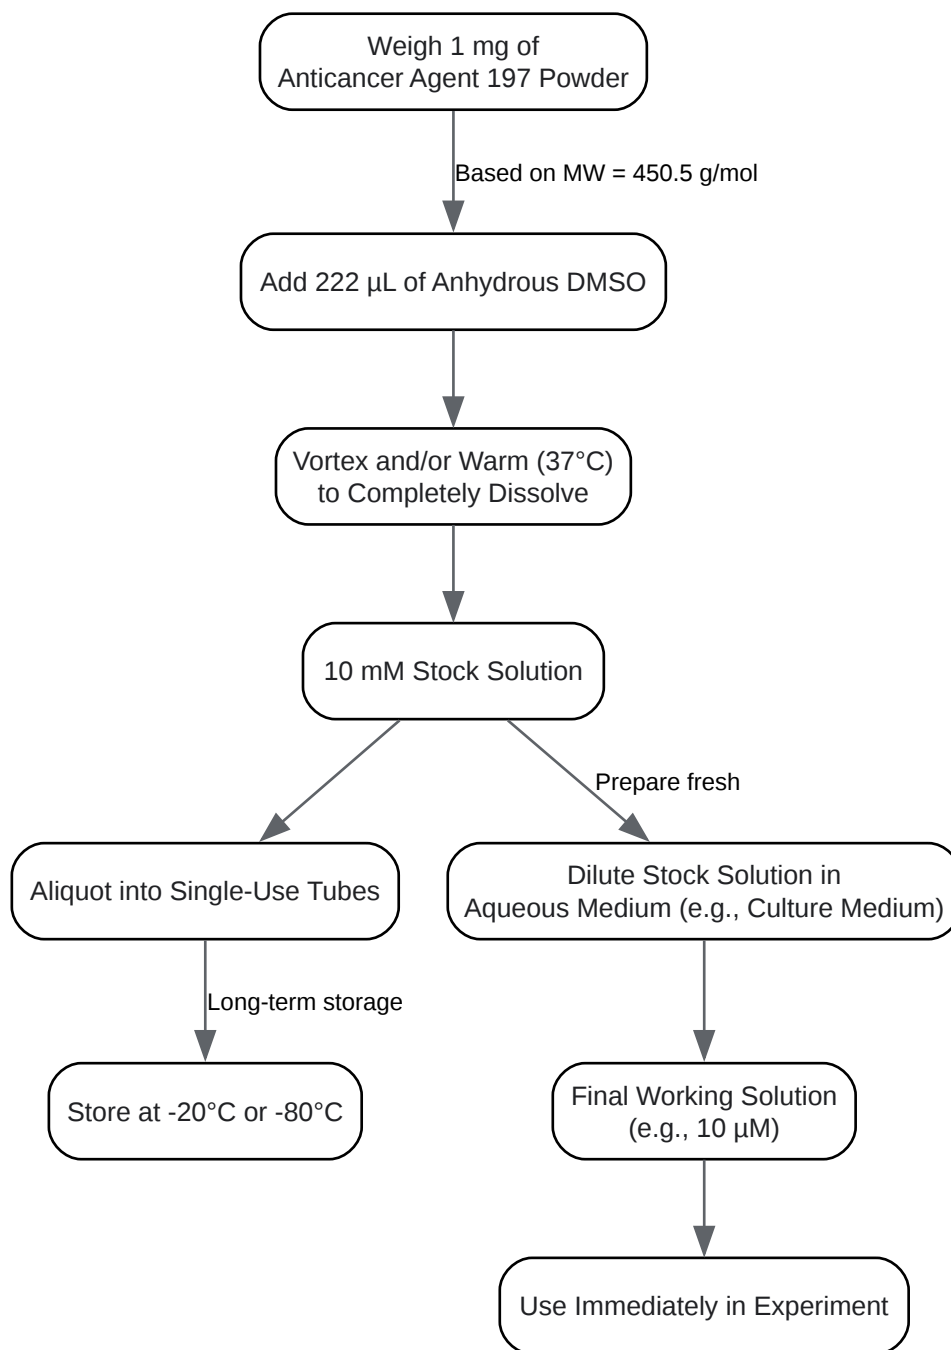 Weigh 1 mg of
Anticancer Agent 197 Powder
Based on MW = 450.5 g/mol
Add 222 µL of Anhydrous DMSO
Vortex and/or Warm (37°C)
to Completely Dissolve
10 mM Stock Solution
Prepare fresh
Aliquot into Single-Use Tubes
Dilute Stock Solution in
Aqueous Medium (e.g., Culture Medium)
Long-term storage
Store at -20°C or -80°C
Final Working Solution
(e.g., 10 µM)
Use Immediately in Experiment